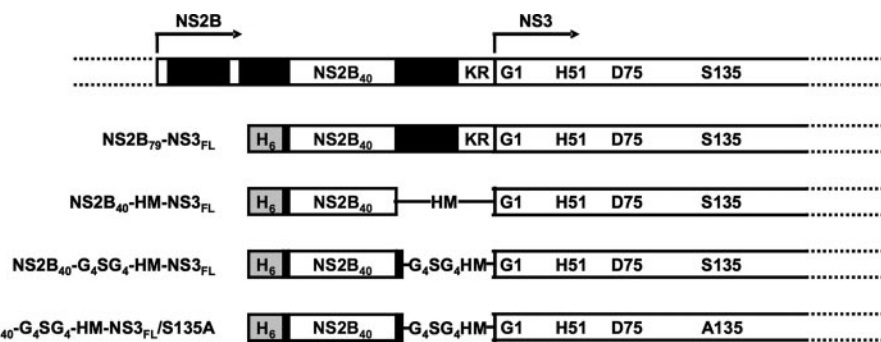 NS2B NS3
NS2B₄₀ KR G1 H51 D75 S135
NS2B₇₉-NS3FL H₆ NS2B₄₀ KR G1 H51 D75 S135
NS2B₄₀-HM-NS3FL H₆ NS2B₄₀ HM G1 H51 D75 S135
NS2B₄₀-G₄SG₄-HM-NS3FL H₆ NS2B₄₀ G₄SG₄HM G1 H51 D75 S135
₄₀-G₄SG₄-HM-NS3FL/S135A H₆ NS2B₄₀ G₄SG₄HM G1 H51 D75 A135